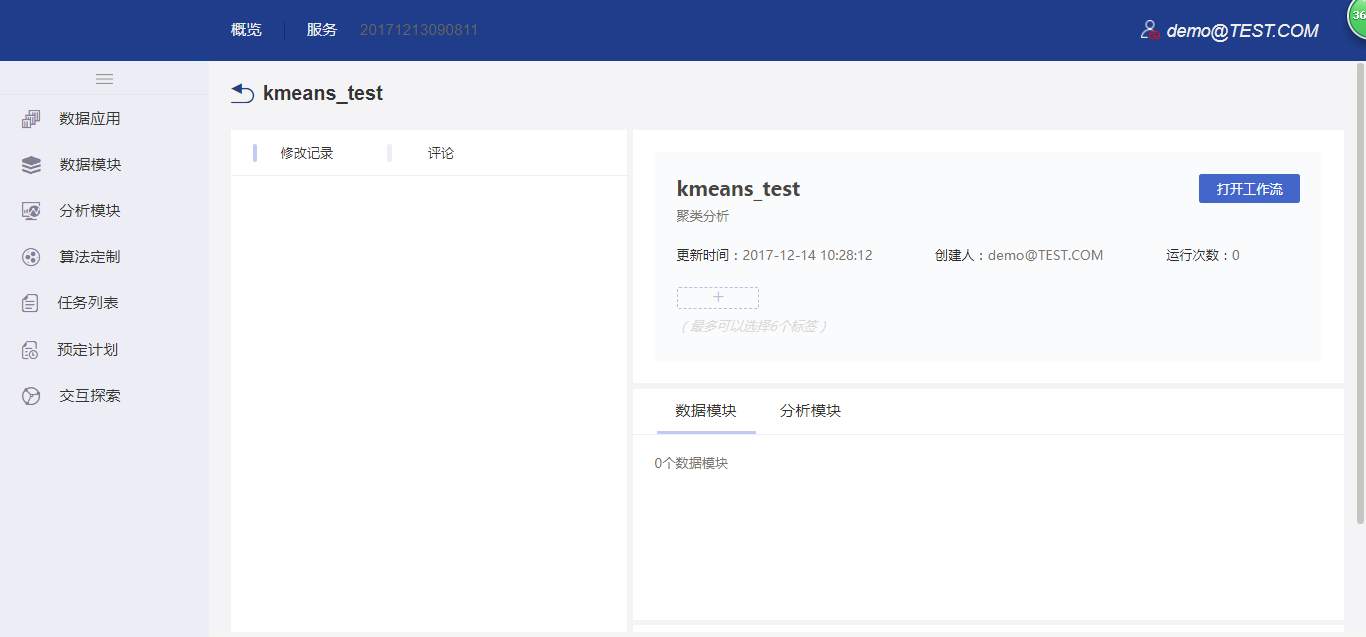 概览 服务 20171213090811 demo@TEST.COM
36
数据应用
数据模块
分析模块
算法定制
任务列表
预定计划
交互探索
kmeans_test
修改记录 评论
kmeans_test 打开工作流
聚类分析
更新时间：2017-12-14 10:28:12 创建人：demo@TEST.COM 运行次数：0
+
（最多可以选择6个标签）
数据模块 分析模块
0个数据模块